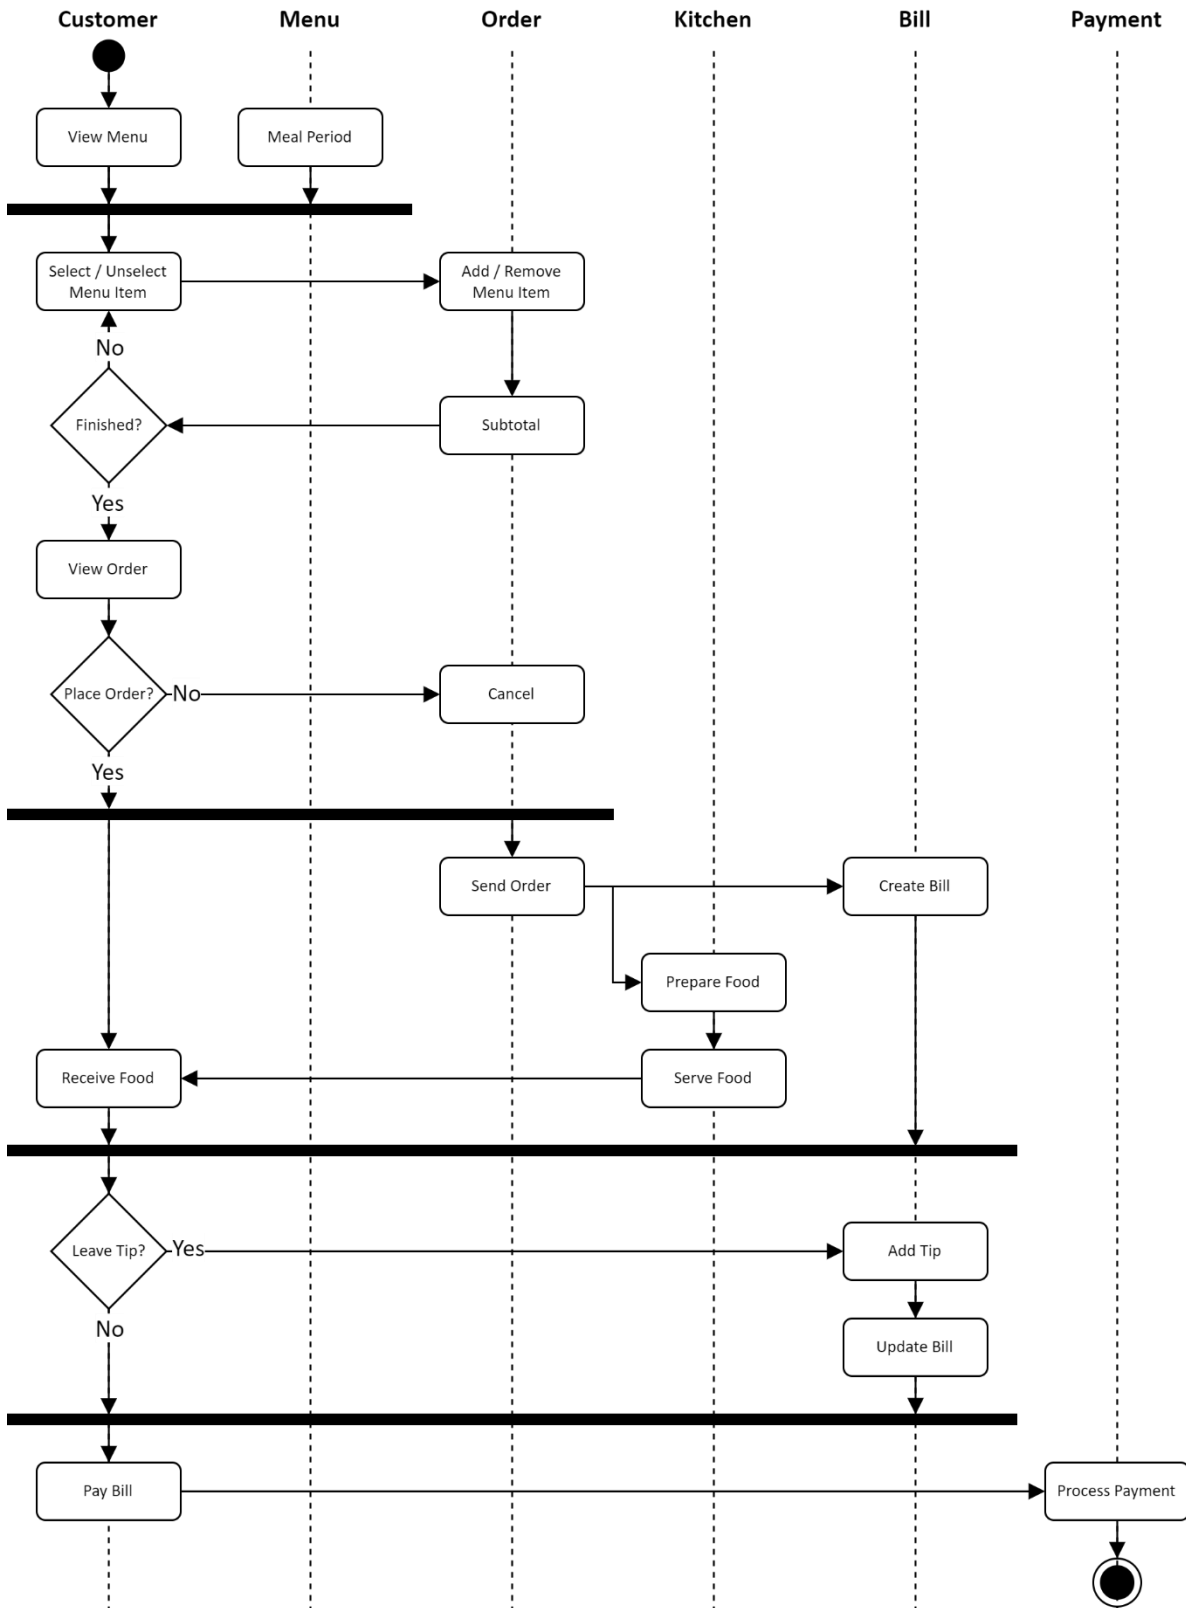 Customer
Menu
Order
Kitchen
Bill
Payment
View Menu
Meal Period
Select / Unselect
Menu Item
Add / Remove
Menu Item
No
Finished?
Subtotal
Yes
View Order
Place Order?
No
Cancel
Yes
Send Order
Create Bill
Prepare Food
Receive Food
Serve Food
Leave Tip?
Yes
Add Tip
No
Update Bill
Pay Bill
Process Payment